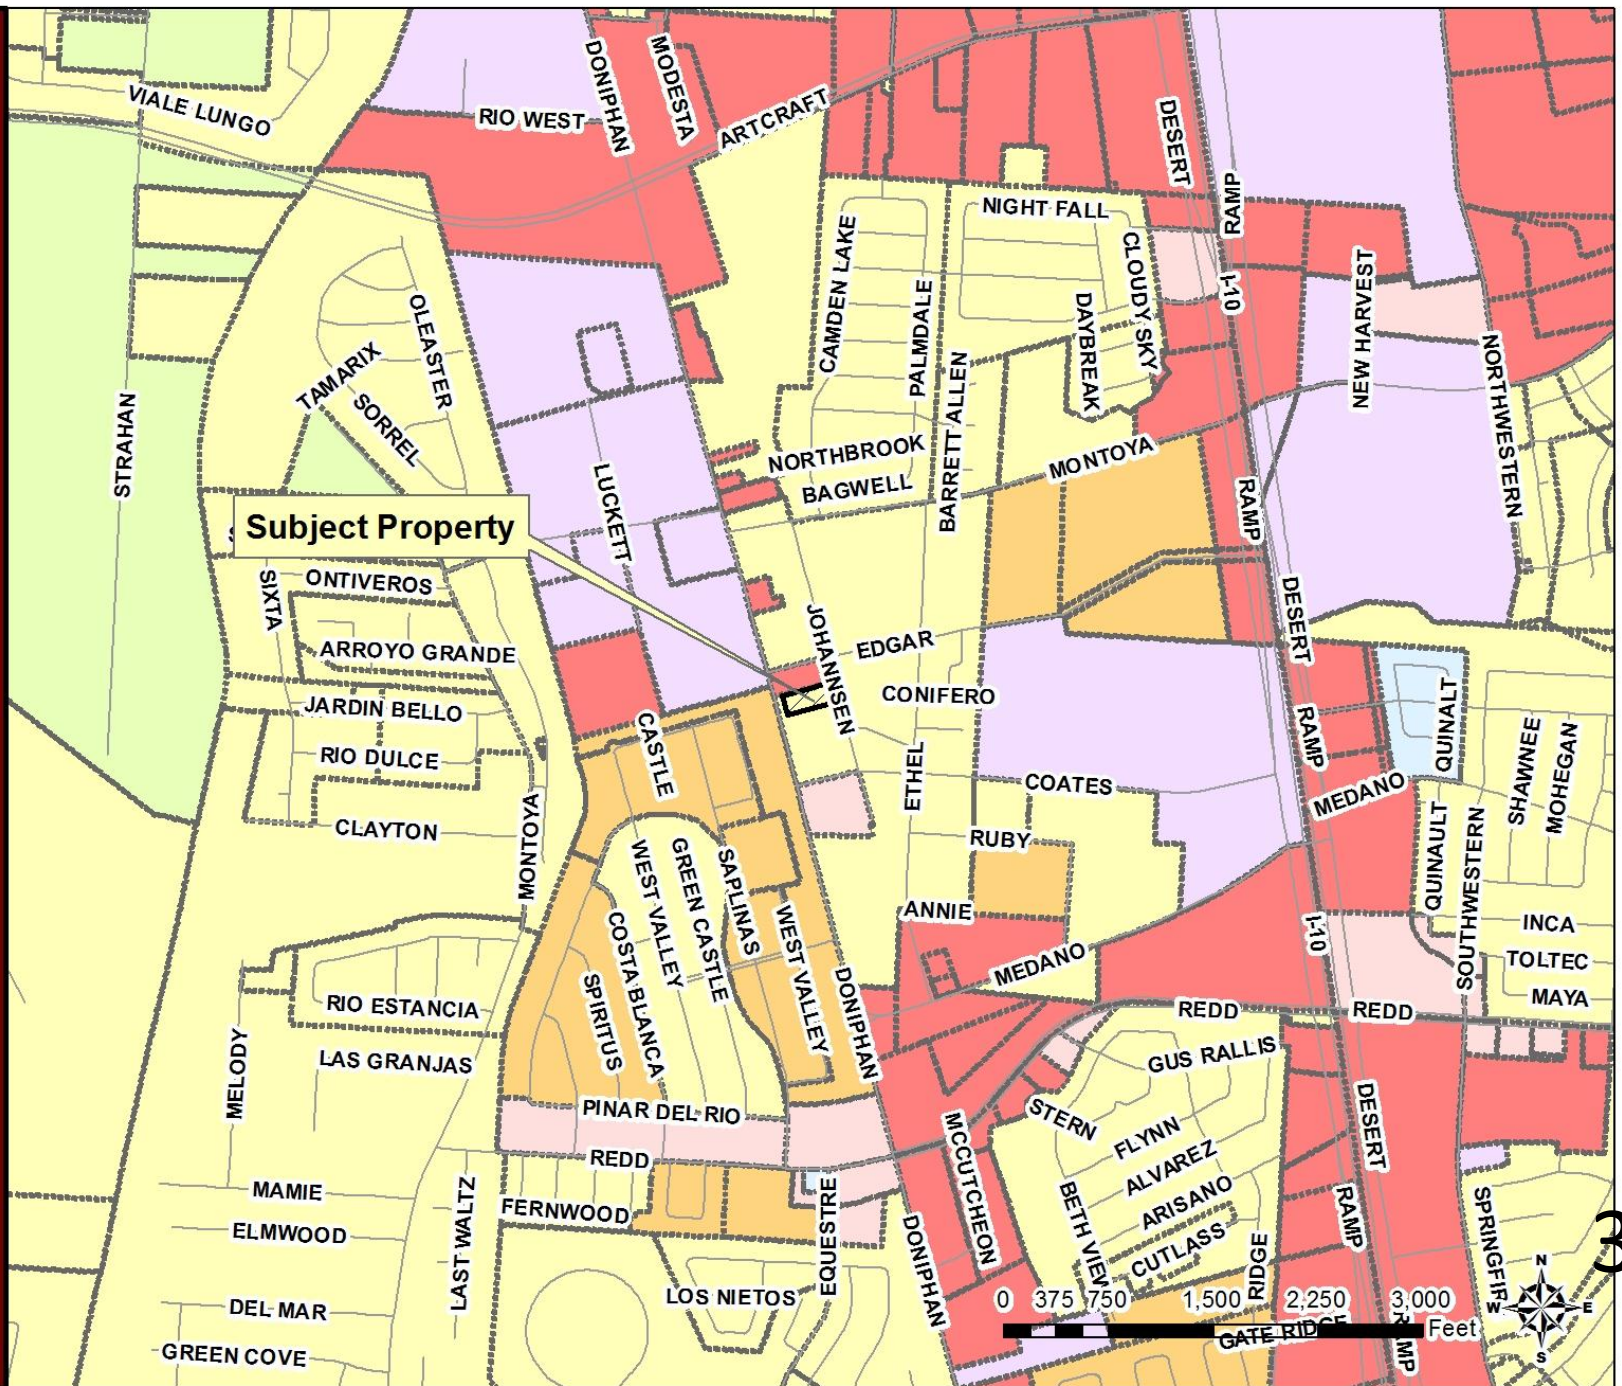 DONIPHAN
MODESTA
VIALE LUNGO
RIO WEST
ARTCRAFT
DESERT
RAMP
NIGHT FALL
CAMDEN LAKE
PALMDALE
CLOUDY SKY
DAYBREAK
I-10
NEW HARVEST
NORTHWESTERN
OLEASTER
TAMARIX
SORREL
STRAHAN
BARRETT ALLEN
NORTHBROOK
BAGWELL
MONTOYA
LUCKETT
RAMP
Subject Property
SIXTA
ONTIVEROS
ARROYO GRANDE
JARDIN BELLO
RIO DULCE
CLAYTON
MONTOYA
JOHANNSEN
EDGAR
CONIFERO
DESERT
CASTLE
ETHEL
COATES
RUBY
RAMP
MEDANO
QUINALT
QUINAULT
SHAWNEE
MOHEGAN
SOUTHWESTERN
WEST VALLEY
GREEN CASTLE
SAPLINAS
COSTA BLANCA
SPIRITUS
WEST VALLEY
DONIPHAN
ANNIE
MEDANO
I-10
INCA
TOLTEC
MAYA
REDD
REDD
RIO ESTANCIA
LAS GRANJAS
MELODY
GUS RALLIS
PINAR DEL RIO
REDD
STERN
FLYNN
ALVAREZ
ARISANO
CUTLASS
MCCUTCHEON
BETH VIEW
DESERT
RAMP
RIDGE
SPRINGFIR
MAMIE
ELMWOOD
LAST WALTZ
FERNWOOD
EQUESTRE
DONIPHAN
DEL MAR
GREEN COVE
LOS NIETOS
0 375 750 1,500 2,250 3,000
Feet
GATE RIDGE
RAMP
N
W E
S
3